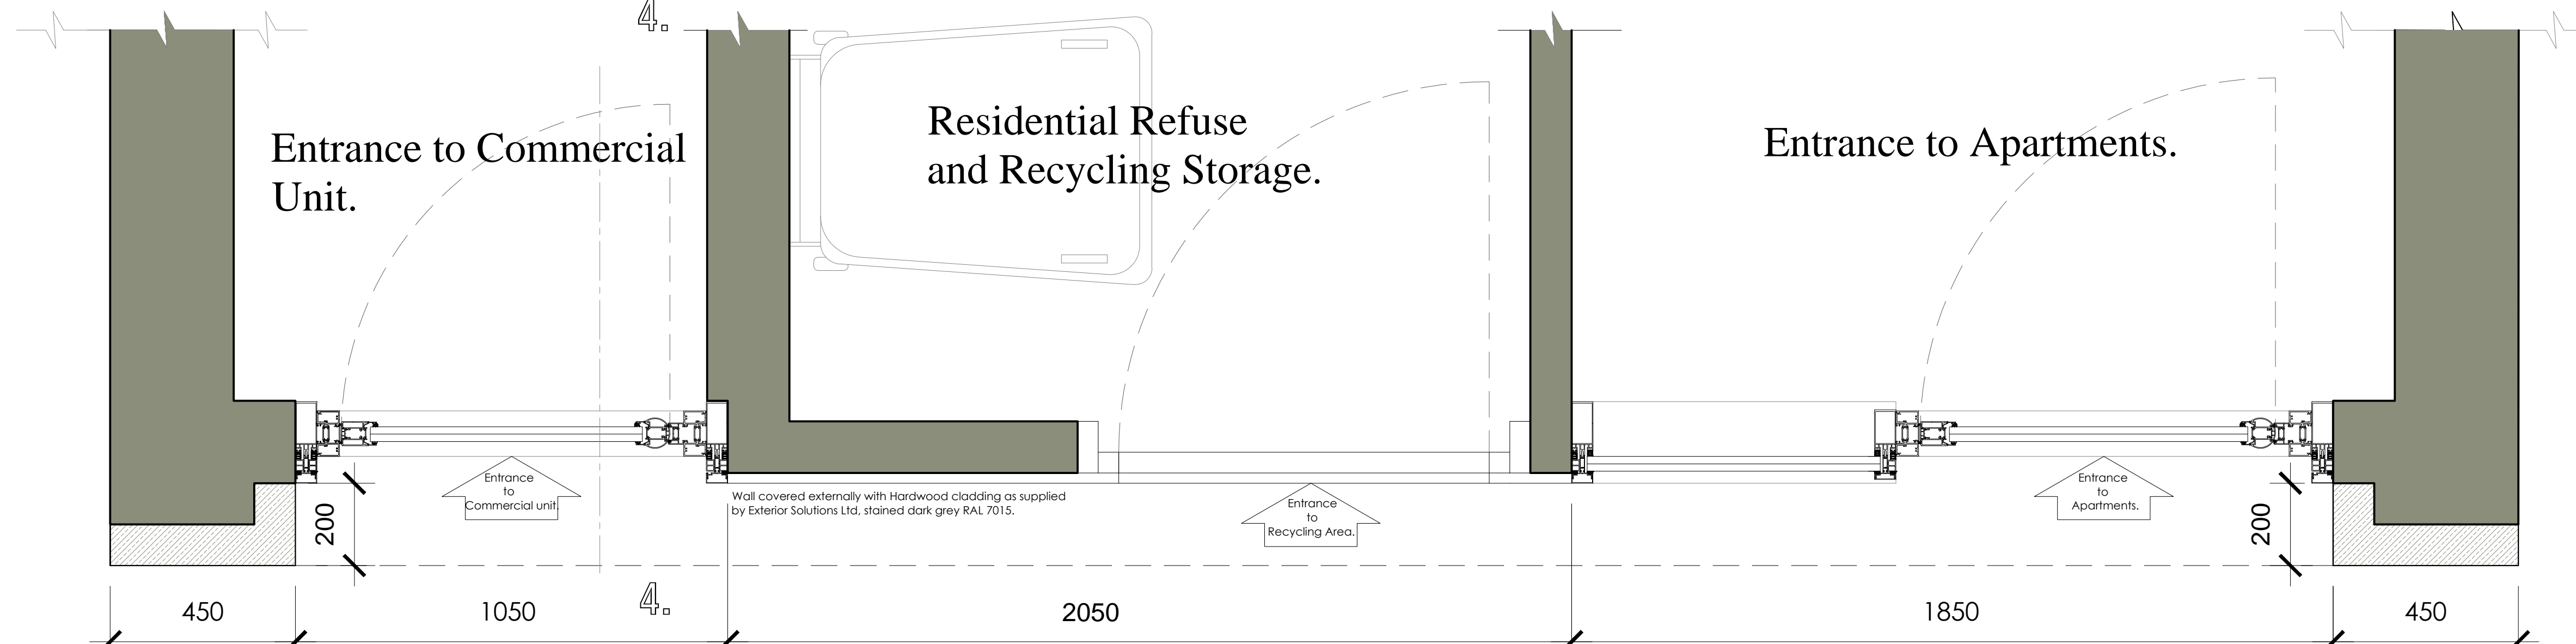 4.
Entrance to Commercial
Unit.
Residential Refuse
and Recycling Storage.
Entrance to Apartments.
Entrance
to
Commercial unit.
Wall covered externally with Hardwood cladding as supplied
by Exterior Solutions Ltd, stained dark grey RAL 7015.
Entrance
to
Recycling Area.
Entrance
to
Apartments.
200
200
450
1050
4.
2050
1850
450